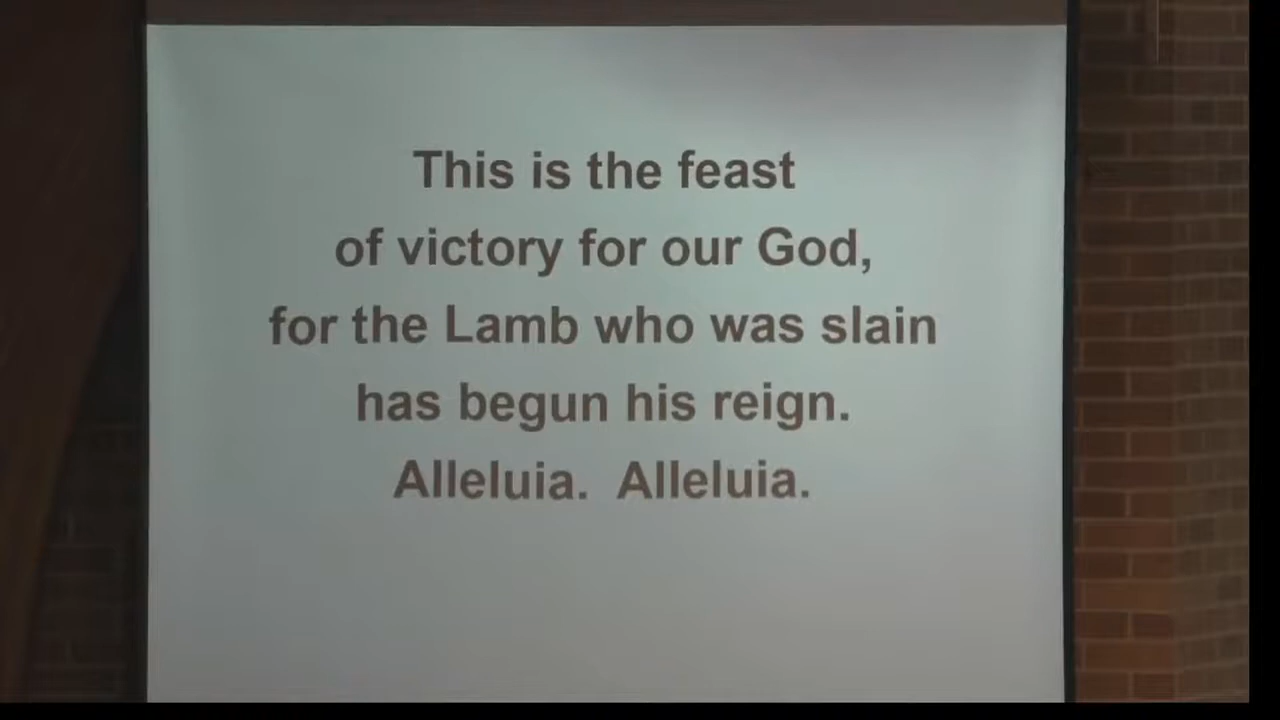 This is the feast
of victory for our God,
for the Lamb who was slain
has begun his reign.
Alleluia.  Alleluia.